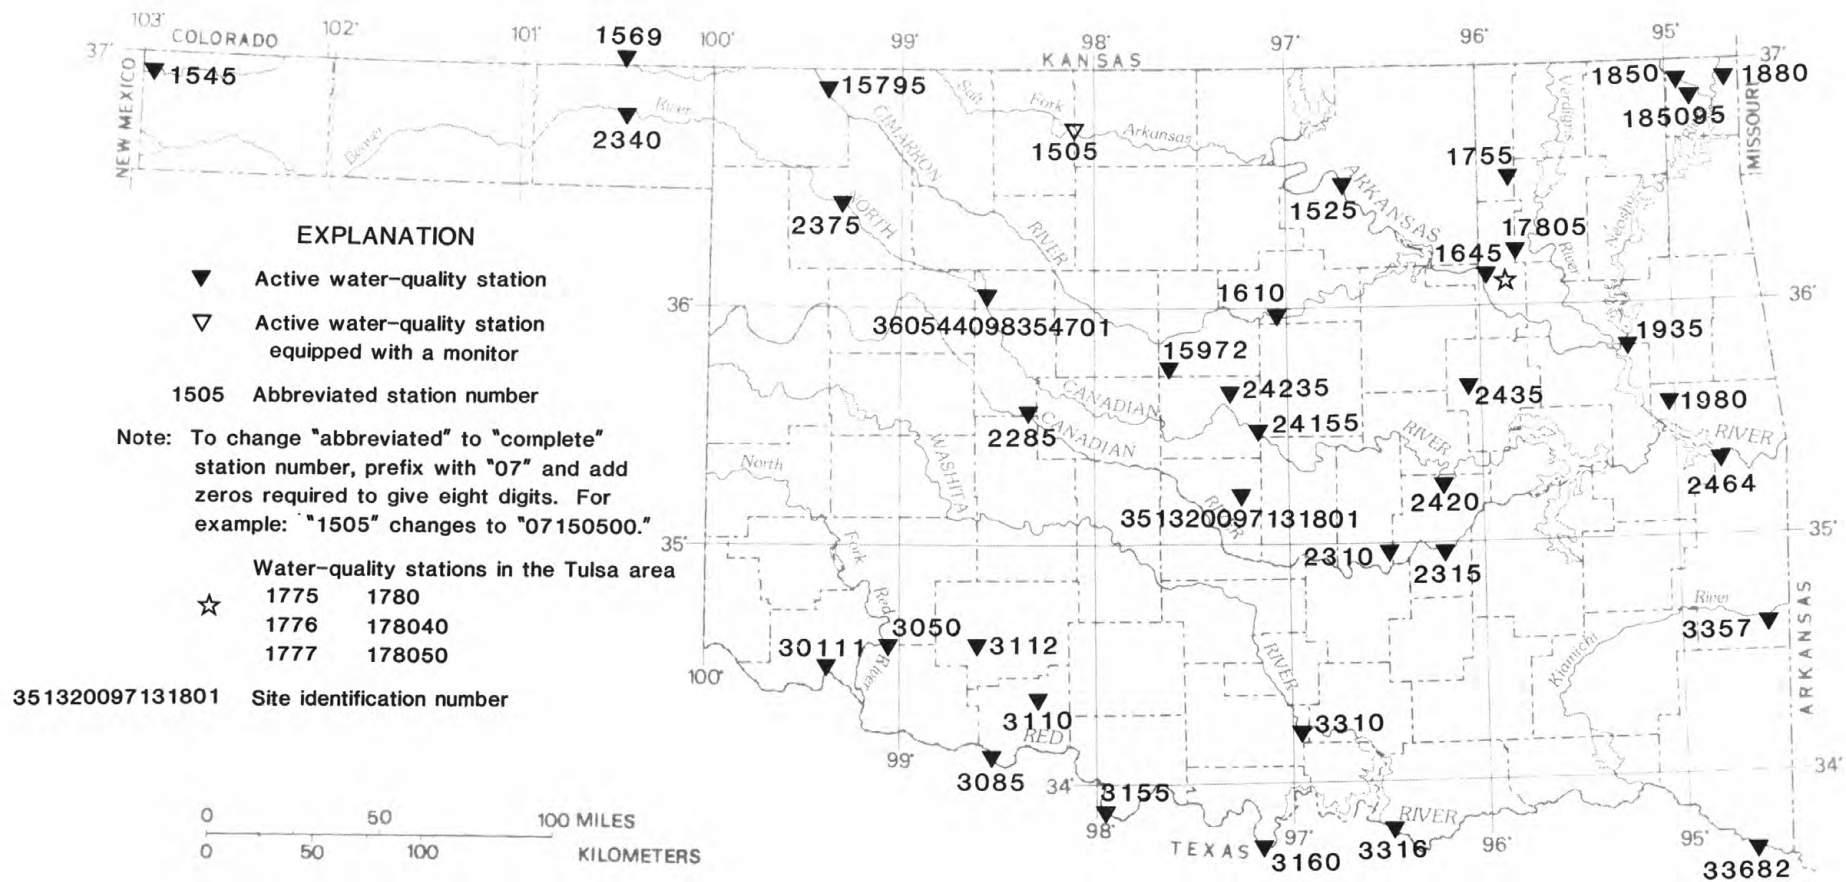 103°
102°
101°
100°
99°
98°
97°
96°
95°
COLORADO
KANSAS
37°
37°
NEW MEXICO
MISSOURI
1569
1545
15795
1850
1880
185095
2340
River
Beaver
CIMARRON
Salt
Fork
Arkansas
1505
Verdigris
1755
1525
ARKANSAS
Neosho
River
2375
NORTH
RIVER
17805
1645
River
EXPLANATION
Active water-quality station
Active water-quality station
equipped with a monitor
1505 Abbreviated station number
Note: To change "abbreviated" to "complete"
station number, prefix with "07" and add
zeros required to give eight digits. For
example: "1505" changes to "07150500."
Water-quality stations in the Tulsa area
1775 1780
1776 178040
1777 178050
351320097131801 Site identification number
36°
36°
1610
360544098354701
15972
1935
24235
2435
1980
CANADIAN
24155
2285
CANADIAN
RIVER
RIVER
WASHITA
North
2464
2420
351320097131801
RIVER
35°
35°
2310
2315
Fork
Red
River
3050
3112
30111
River
3357
Kiamichi
ARKANSAS
RIVER
100°
3110
RED
3310
99°
3085
34°
34°
3155
98°
RIVER
TEXAS
97°
3160
3316
96°
95°
33682
0 50 100 MILES
0 50 100 KILOMETERS